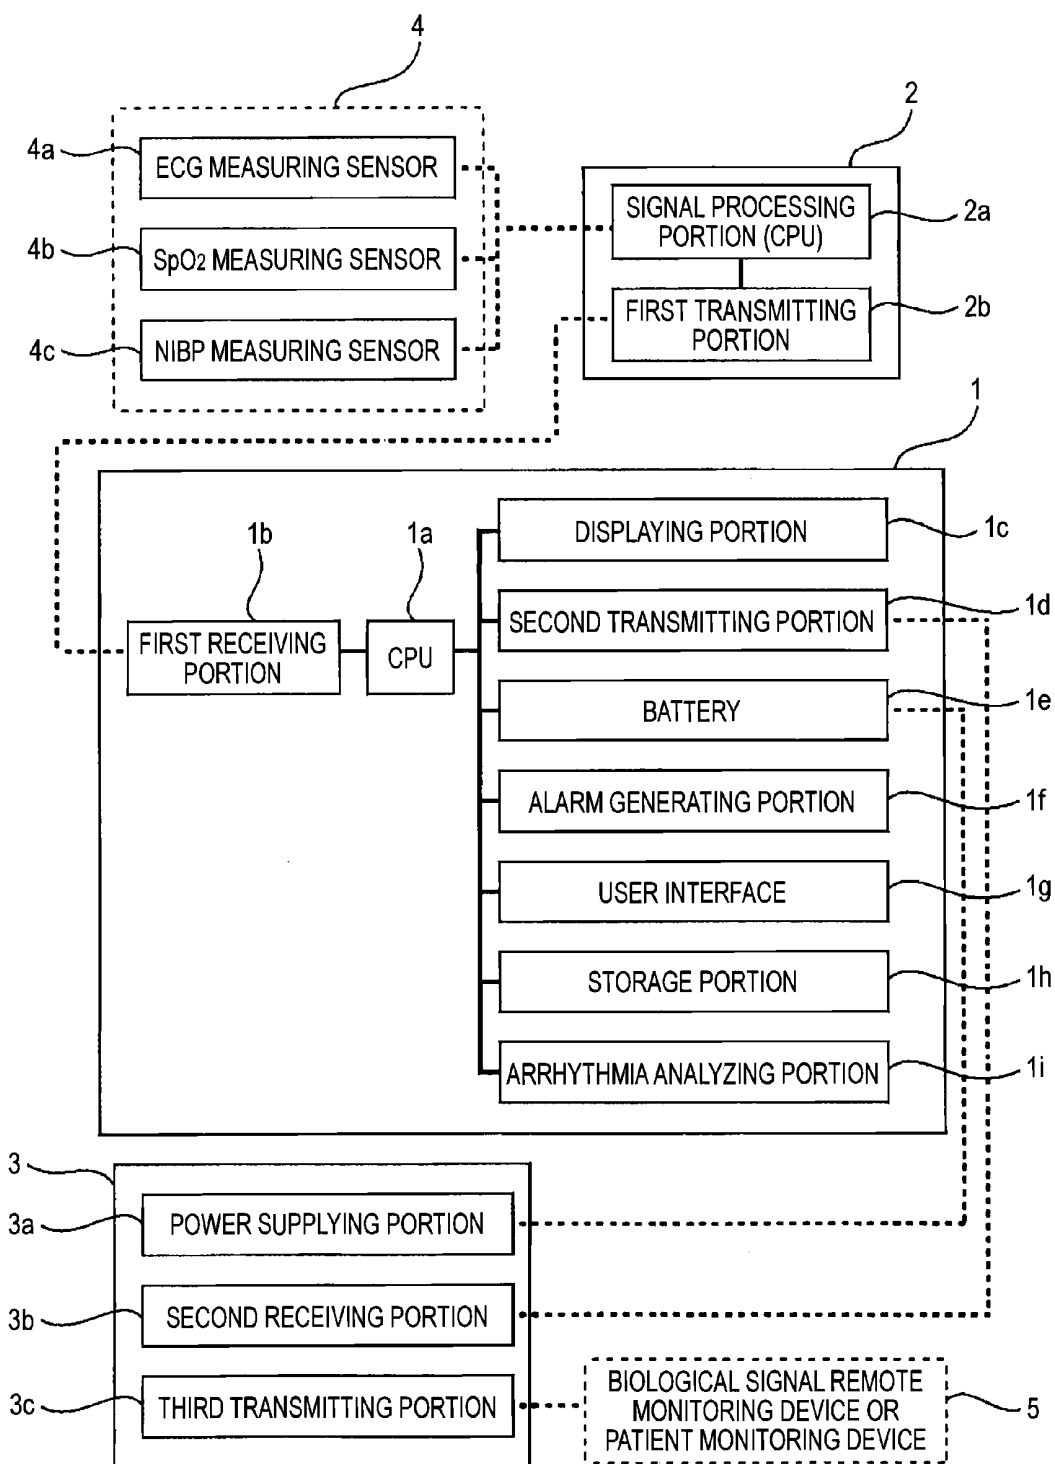 4
2
4a
ECG MEASURING SENSOR
4b
SpO2 MEASURING SENSOR
4c
NIBP MEASURING SENSOR
SIGNAL PROCESSING
PORTION (CPU)
2a
FIRST TRANSMITTING
PORTION
2b
1
1b
FIRST RECEIVING
PORTION
1a
CPU
DISPLAYING PORTION
1c
SECOND TRANSMITTING PORTION
1d
BATTERY
1e
ALARM GENERATING PORTION
1f
USER INTERFACE
1g
STORAGE PORTION
1h
ARRHYTHMIA ANALYZING PORTION
1i
3
3a
POWER SUPPLYING PORTION
3b
SECOND RECEIVING PORTION
3c
THIRD TRANSMITTING PORTION
BIOLOGICAL SIGNAL REMOTE
MONITORING DEVICE OR
PATIENT MONITORING DEVICE
5